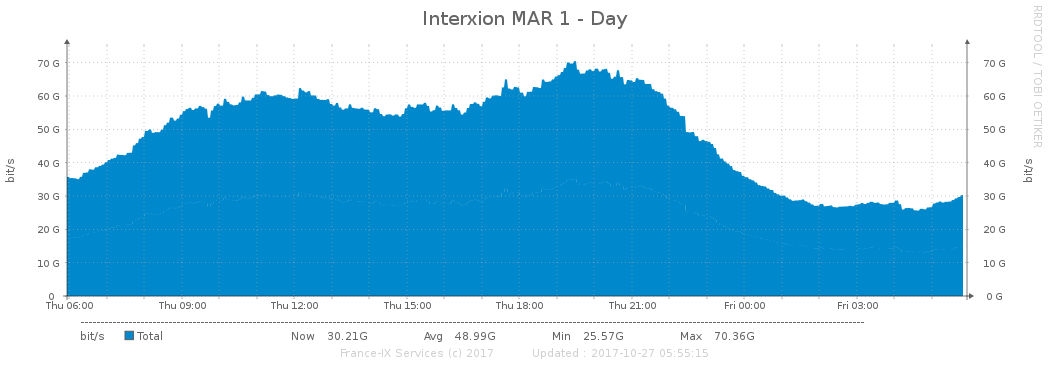 Interxion MAR 1 - Day
RRDTOOL / TOBI OETIKER
bit/s
70 G 70 G
60 G 60 G
50 G 50 G
40 G 40 G
30 G 30 G
20 G 20 G
10 G 10 G
0 0 G
bit/s
Thu 06:00 Thu 09:00 Thu 12:00 Thu 15:00 Thu 18:00 Thu 21:00 Fri 00:00 Fri 03:00
bit/s Total Now 30.21G Avg 48.99G Min 25.57G Max 70.36G
France-IX Services (c) 2017 Updated : 2017-10-27 05:55:15